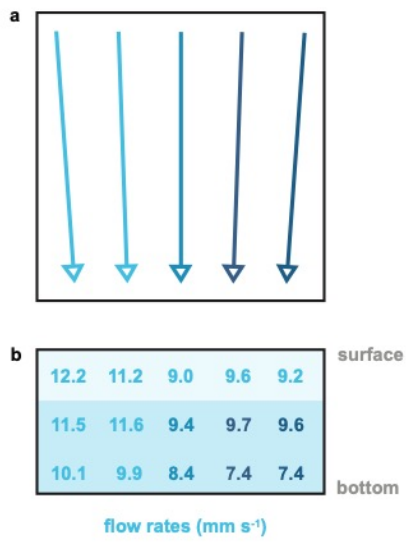 a
b
surface
12.2 11.2 9.0 9.6 9.2
11.5 11.6 9.4 9.7 9.6
10.1 9.9 8.4 7.4 7.4
bottom
flow rates (mm s⁻¹)